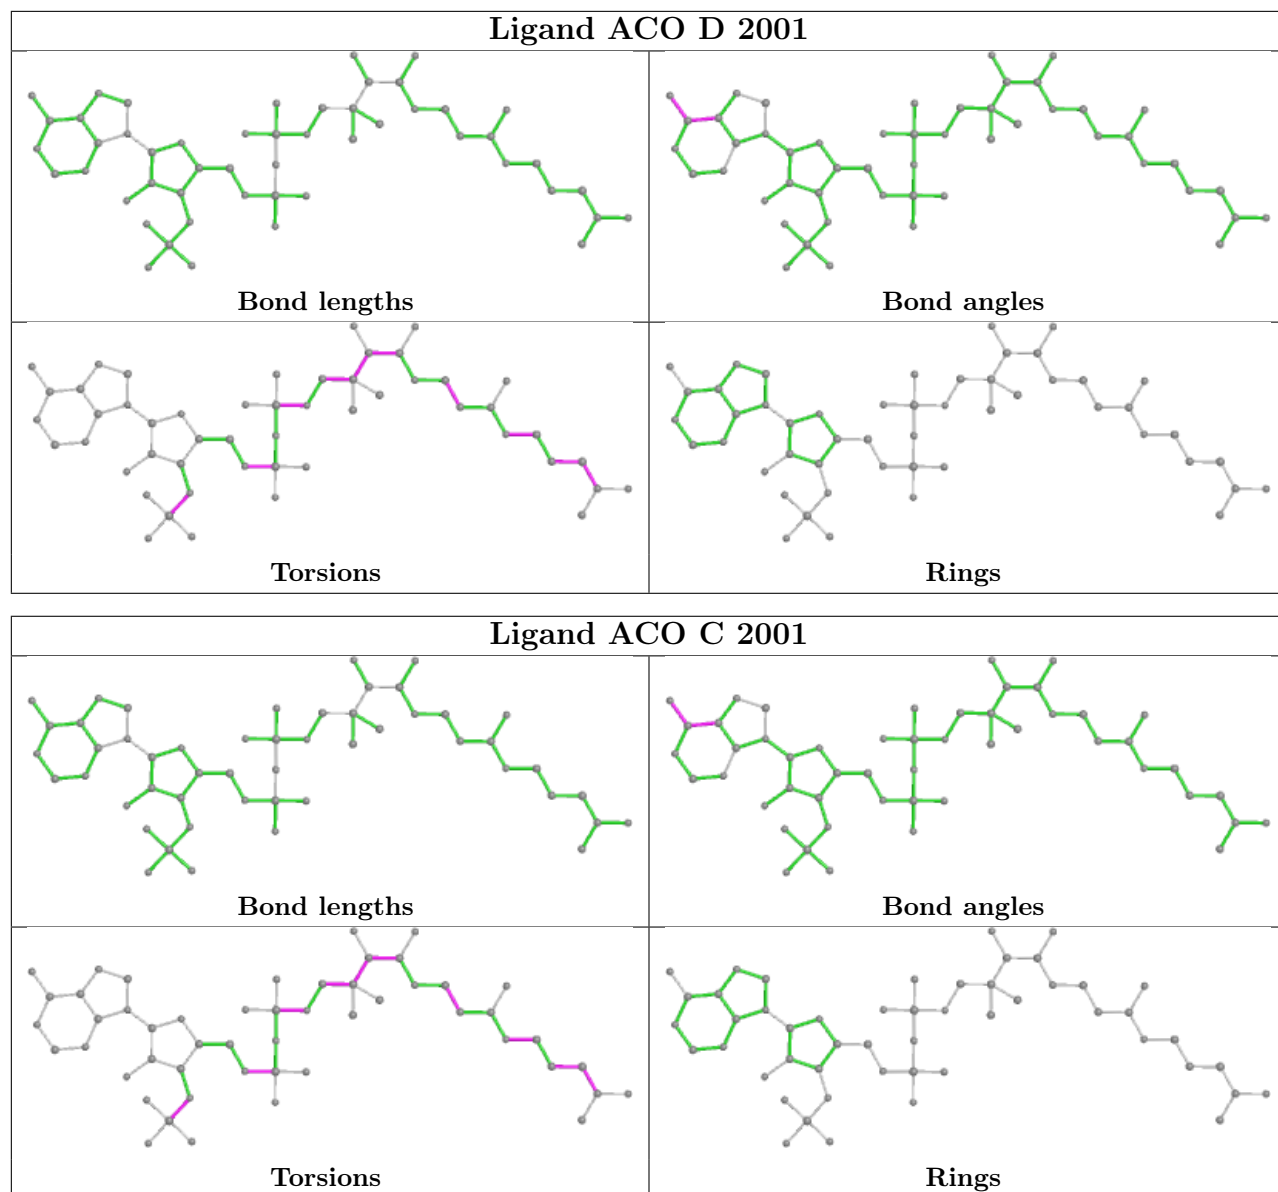 Ligand ACO D 2001
Bond lengths
Bond angles
Torsions
Rings
Ligand ACO C 2001
Bond lengths
Bond angles
Torsions
Rings